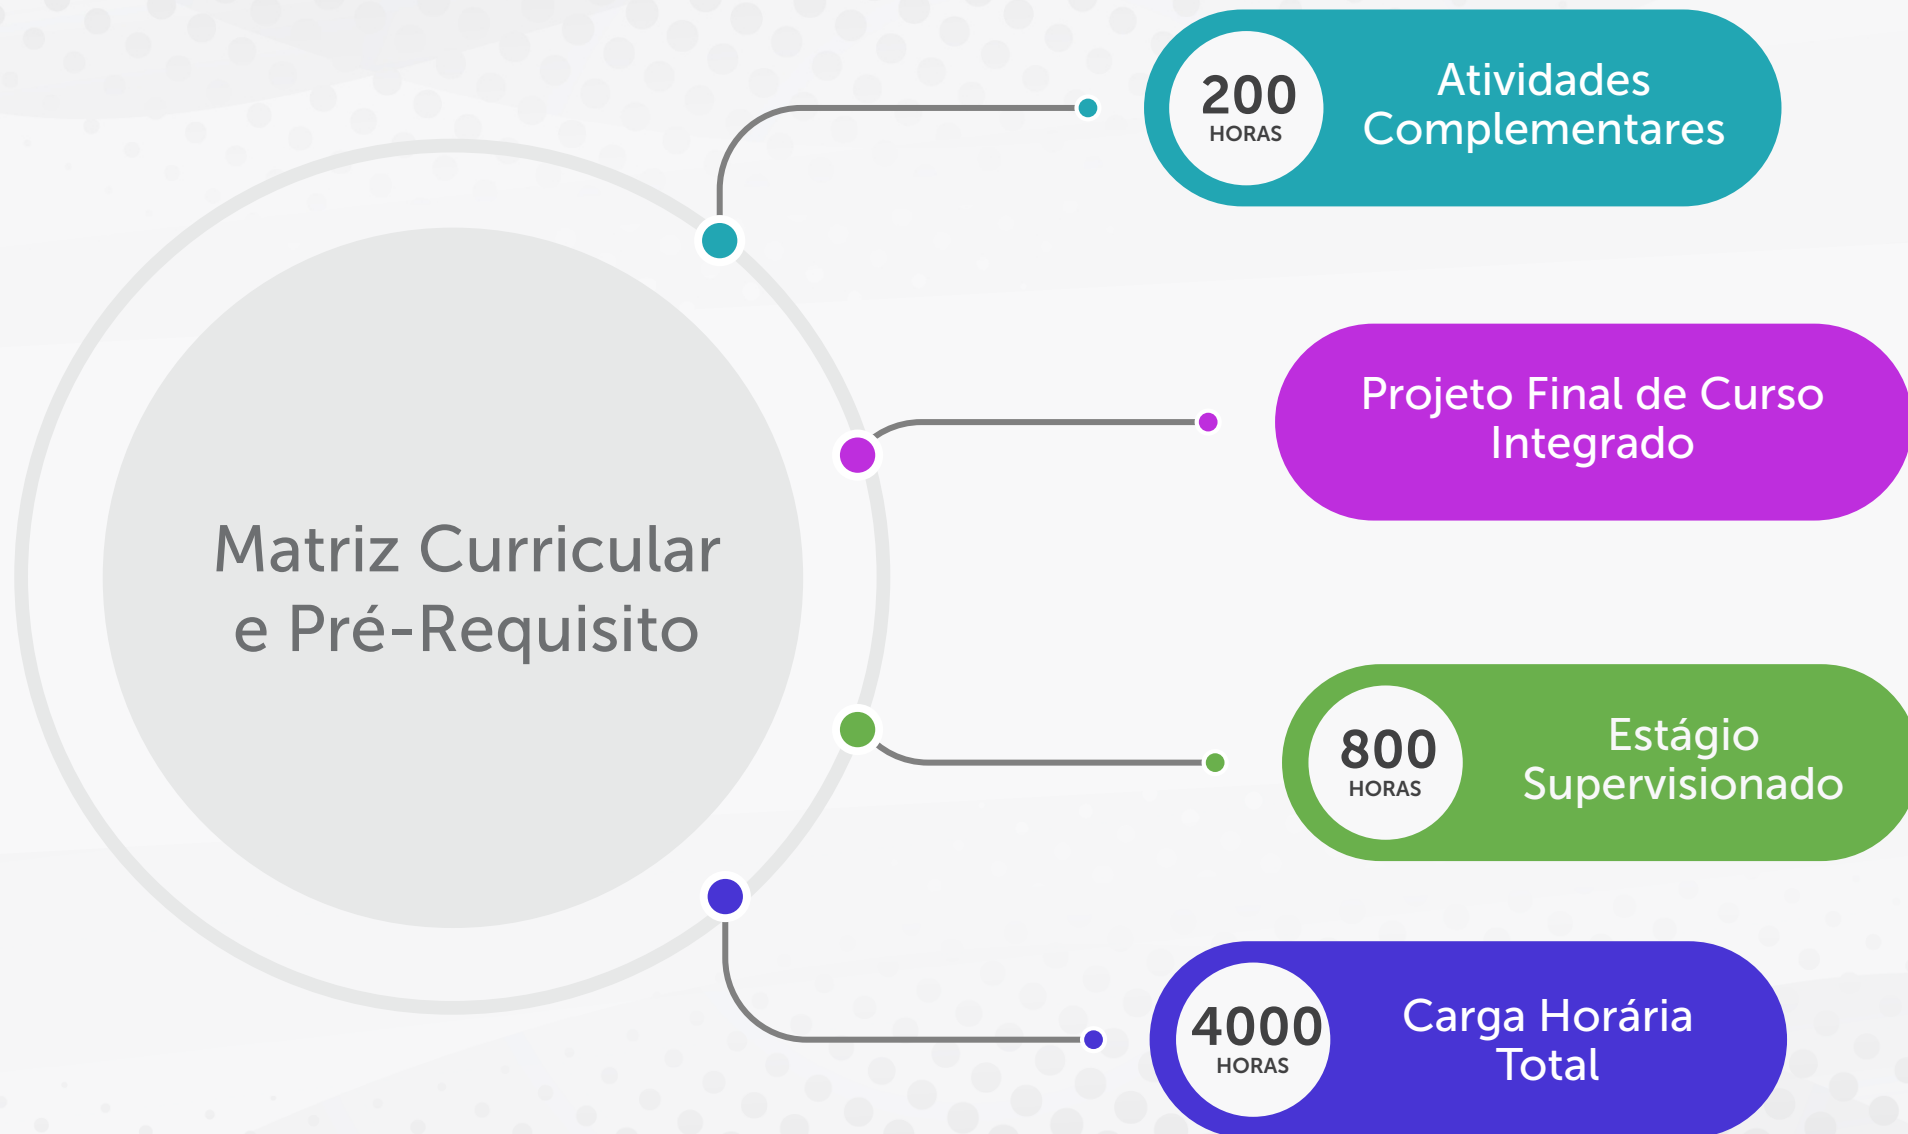 Matriz Curricular
e Pré-Requisito
200
HORAS
Atividades
Complementares
Projeto Final de Curso
Integrado
800
HORAS
Estágio
Supervisionado
4000
HORAS
Carga Horária
Total